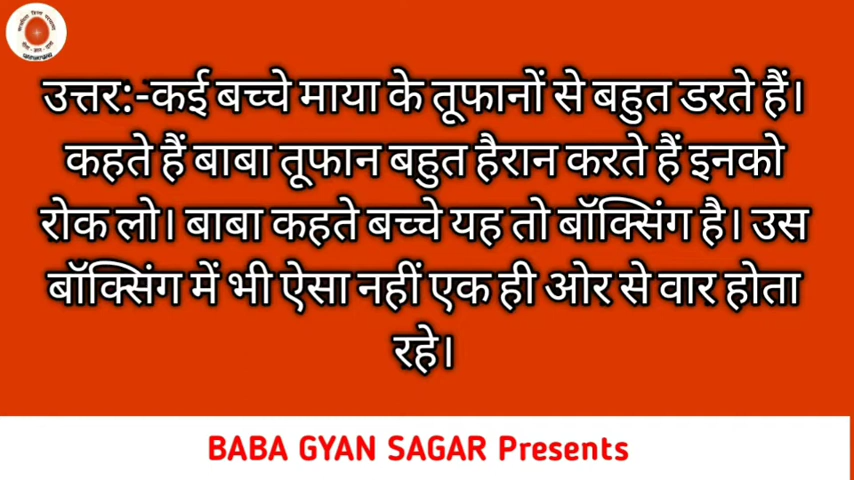 उत्तर:-कई बच्चे माया के तूफानों से बहुत डरते हैं।
कहते हैं बाबा तूफान बहुत हैरान करते हैं इनको
रोक लो। बाबा कहते बच्चे यह तो बॉक्सिंग है। उस
बॉक्सिंग में भी ऐसा नहीं एक ही ओर से वार होता
रहे।
BABA GYAN SAGAR Presents